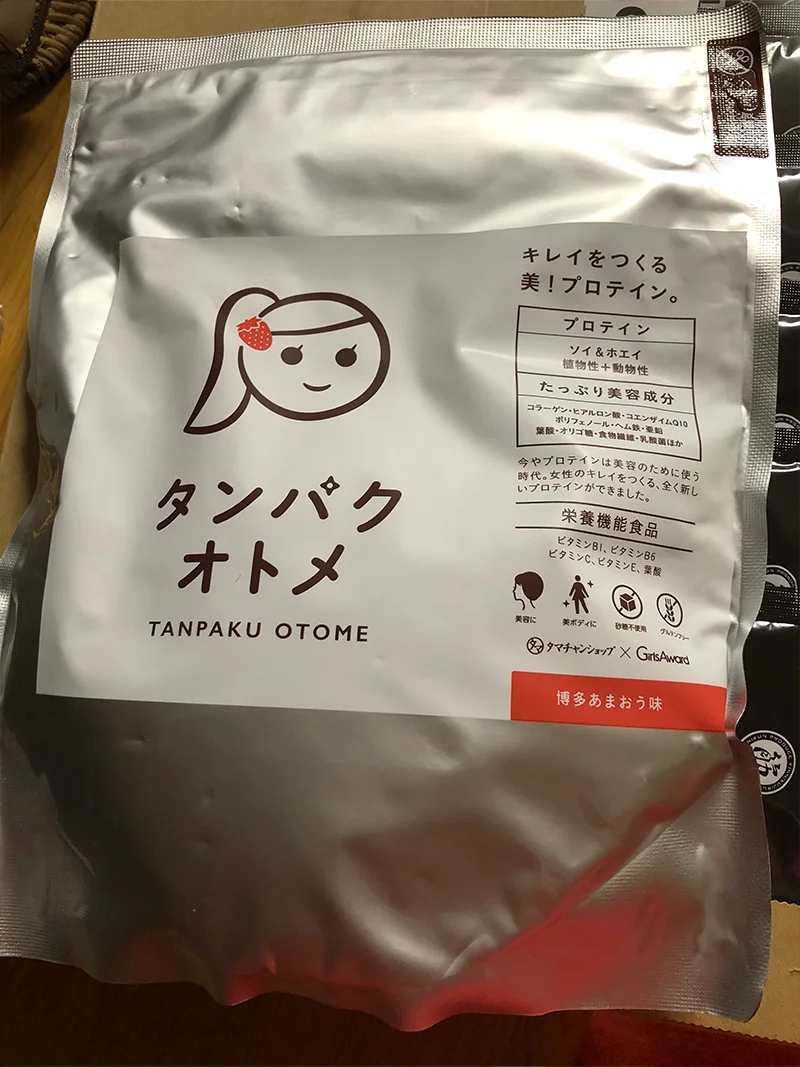 キレイをつくる
美！プロテイン。
プロテイン
ソイ＆ホエイ
植物性＋動物性
たっぷり美容成分
コラーゲン・ヒアルロン酸・コエンザイムQ10
ポリフェノール・ヘム鉄・亜鉛
葉酸・オリゴ糖・食物繊維・乳酸菌ほか
今やプロテインは美容のために使う
時代。女性のキレイをつくる、全く新し
いプロテインができました。
栄養機能食品
ビタミンB1、ビタミンB6
ビタミンC、ビタミンE、葉酸
美容に
美ボディに
砂糖不使用
グルテンフリー
タマ タマチャンショップ × GirlsAward
博多あまおう味
タンパク
オトメ
TANPAKU OTOME